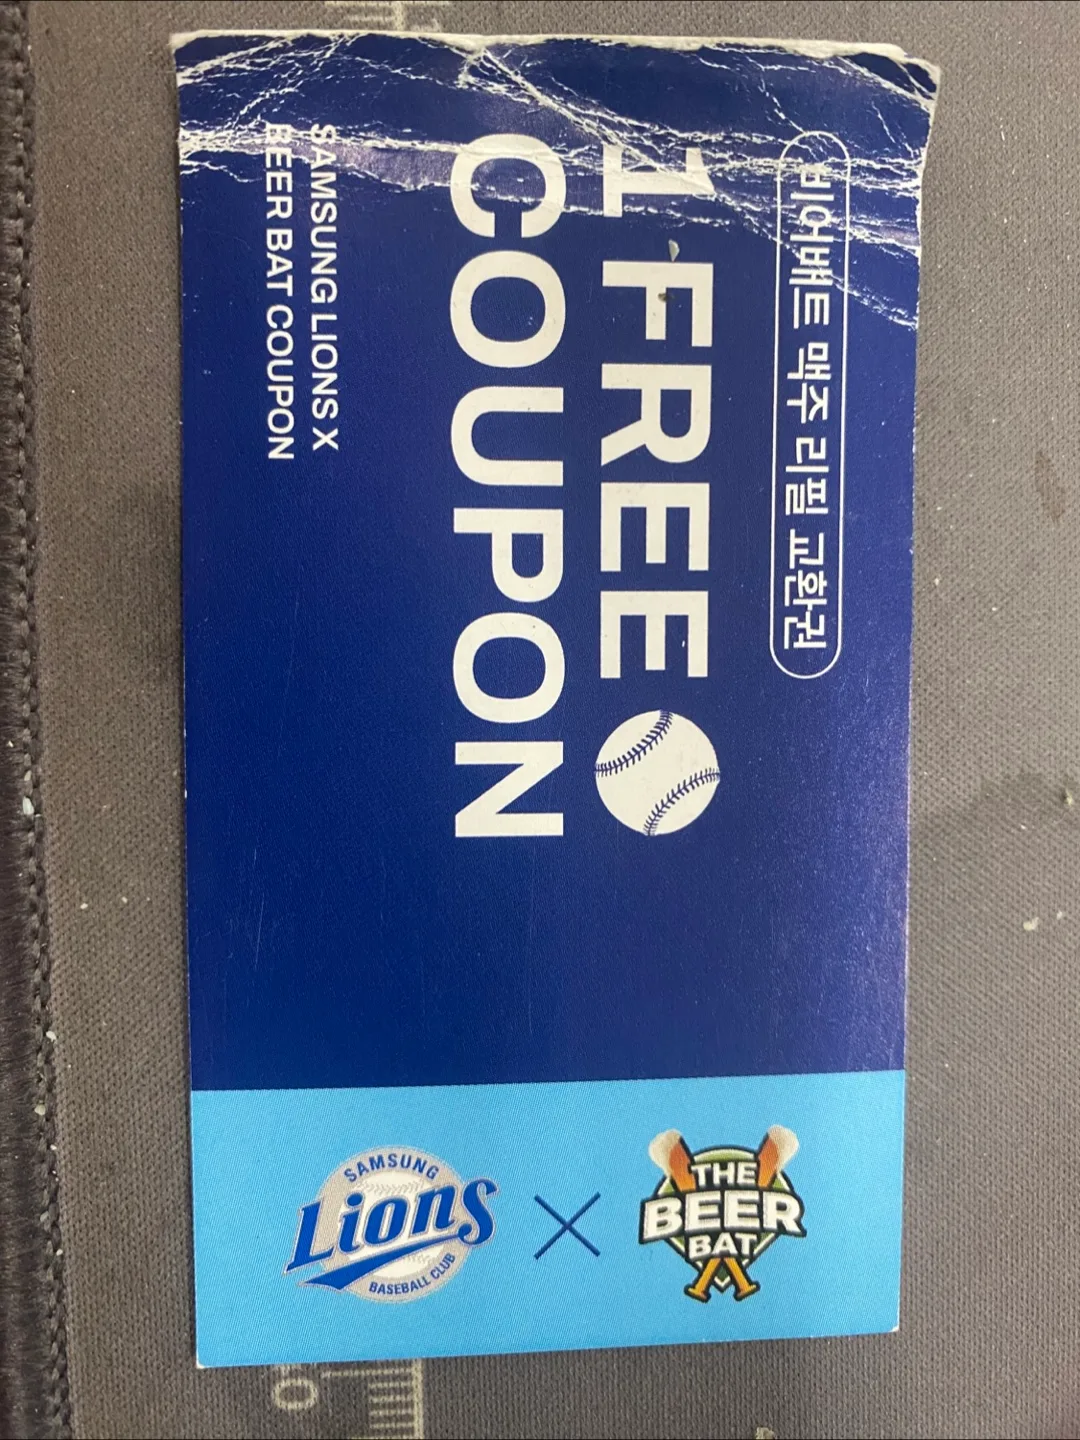 비어배트 맥주 리필 교환권
1 FREE
COUPON
SAMSUNG LIONS X
BEER BAT COUPON
SAMSUNG
Lions
BASEBALL CLUB
X
THE
BEER
BAT